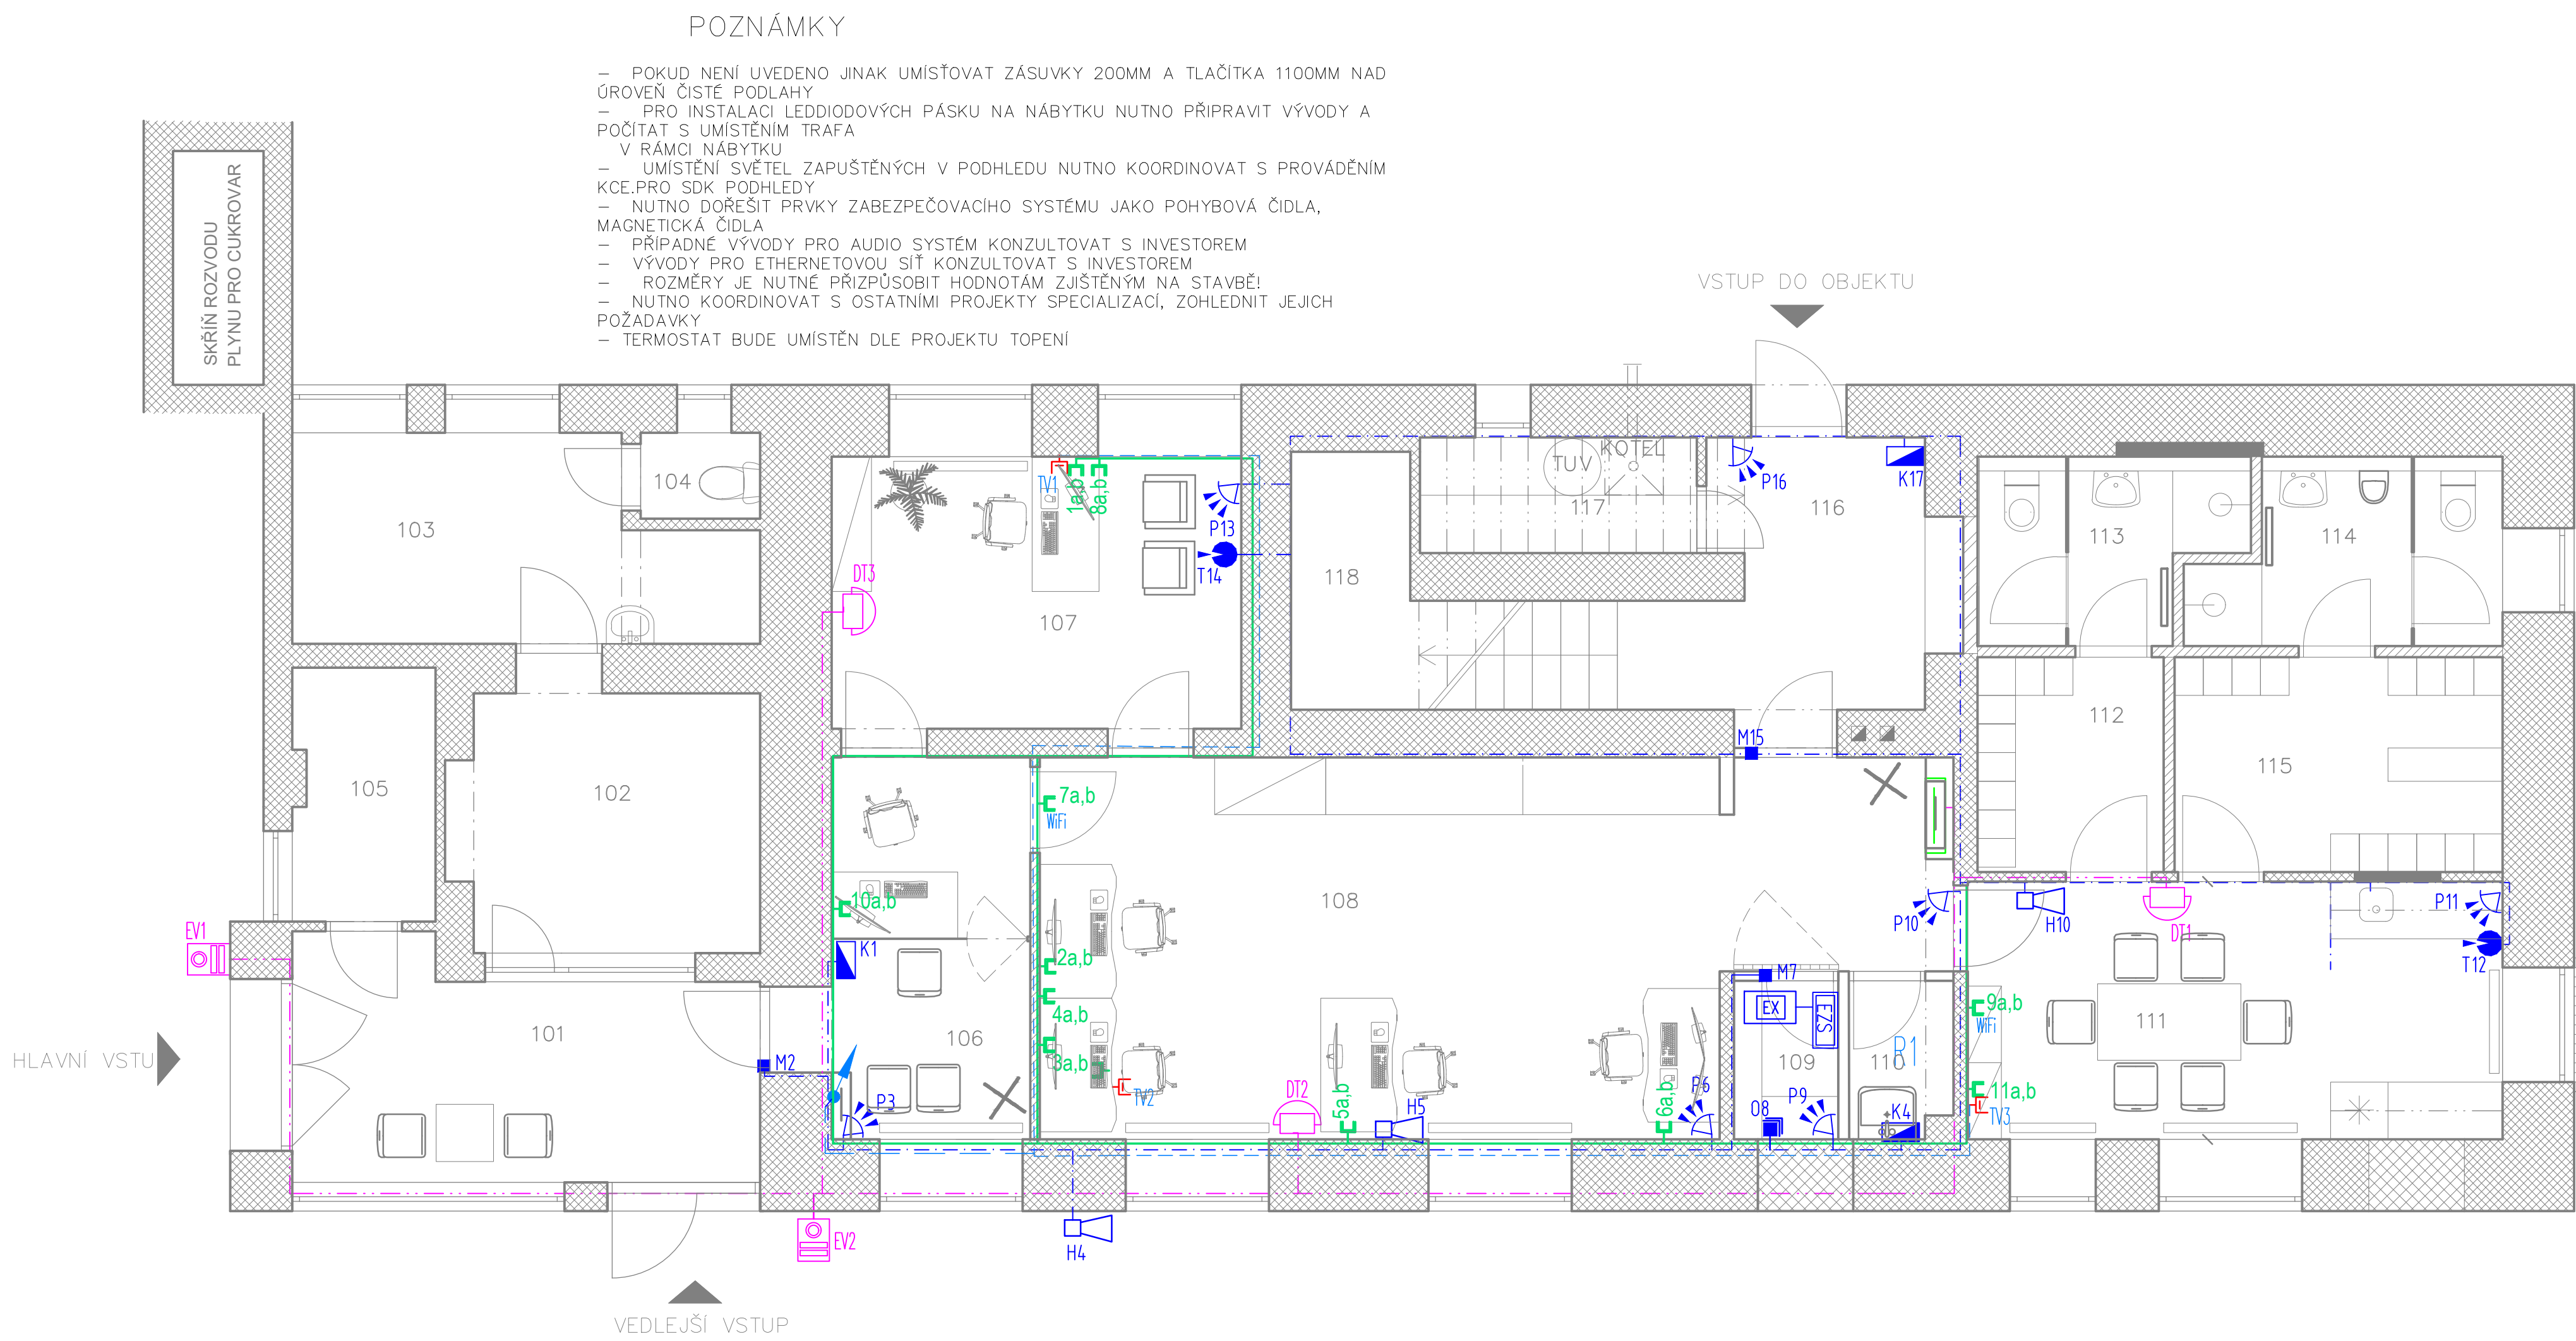 POZNÁMKY
– POKUD NENÍ UVEDENO JINAK UMÍSŤOVAT ZÁSUVKY 200MM A TLAČÍTKA 1100MM NAD
ÚROVEŇ ČISTÉ PODLAHY
– PRO INSTALACI LEDDIODOVÝCH PÁSKU NA NÁBYTKU NUTNO PŘIPRAVIT VÝVODY A
POČÍTAT S UMÍSTĚNÍM TRAFA
V RÁMCI NÁBYTKU
– UMÍSTĚNÍ SVĚTEL ZAPUŠTĚNÝCH V PODHLEDU NUTNO KOORDINOVAT S PROVÁDĚNÍM
KCE.PRO SDK PODHLEDY
– NUTNO DOŘEŠIT PRVKY ZABEZPEČOVACÍHO SYSTÉMU JAKO POHYBOVÁ ČIDLA,
MAGNETICKÁ ČIDLA
– PŘÍPADNÉ VÝVODY PRO AUDIO SYSTÉM KONZULTOVAT S INVESTOREM
– VÝVODY PRO ETHERNETOVOU SÍŤ KONZULTOVAT S INVESTOREM
– ROZMĚRY JE NUTNÉ PŘIZPŮSOBIT HODNOTÁM ZJIŠTĚNÝM NA STAVBĚ!
– NUTNO KOORDINOVAT S OSTATNÍMI PROJEKTY SPECIALIZACÍ, ZOHLEDNIT JEJICH
POŽADAVKY
– TERMOSTAT BUDE UMÍSTĚN DLE PROJEKTU TOPENÍ
SKŘÍŇ ROZVODU
PLYNU PRO CUKROVAR
VSTUP DO OBJEKTU
KOTEL
TUV
K17
P16
104
TV1
1a,b
8a,b
117
116
103
P13
113
114
T14
118
DT3
107
112
M15
115
105
102
7a,b
WiFi
108
10a,b
P10
H10
P11
DT1
EV1
K1
2a,b
M7
T12
EX
EZS
9a,b
WiFi
4a,b
111
101
106
R1
HLAVNÍ VSTU
M2
3a,b
109
110
TV2
DT2
5a,b
H5
6a,b
P6
O8
P9
K4
11a,b
TV3
P3
EV2
H4
VEDLEJŠÍ VSTUP